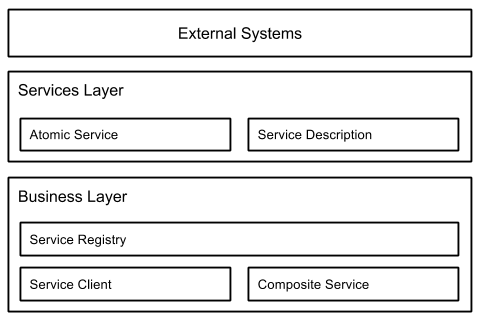 External Systems
Services Layer
Atomic Service
Service Description
Business Layer
Service Registry
Service Client
Composite Service